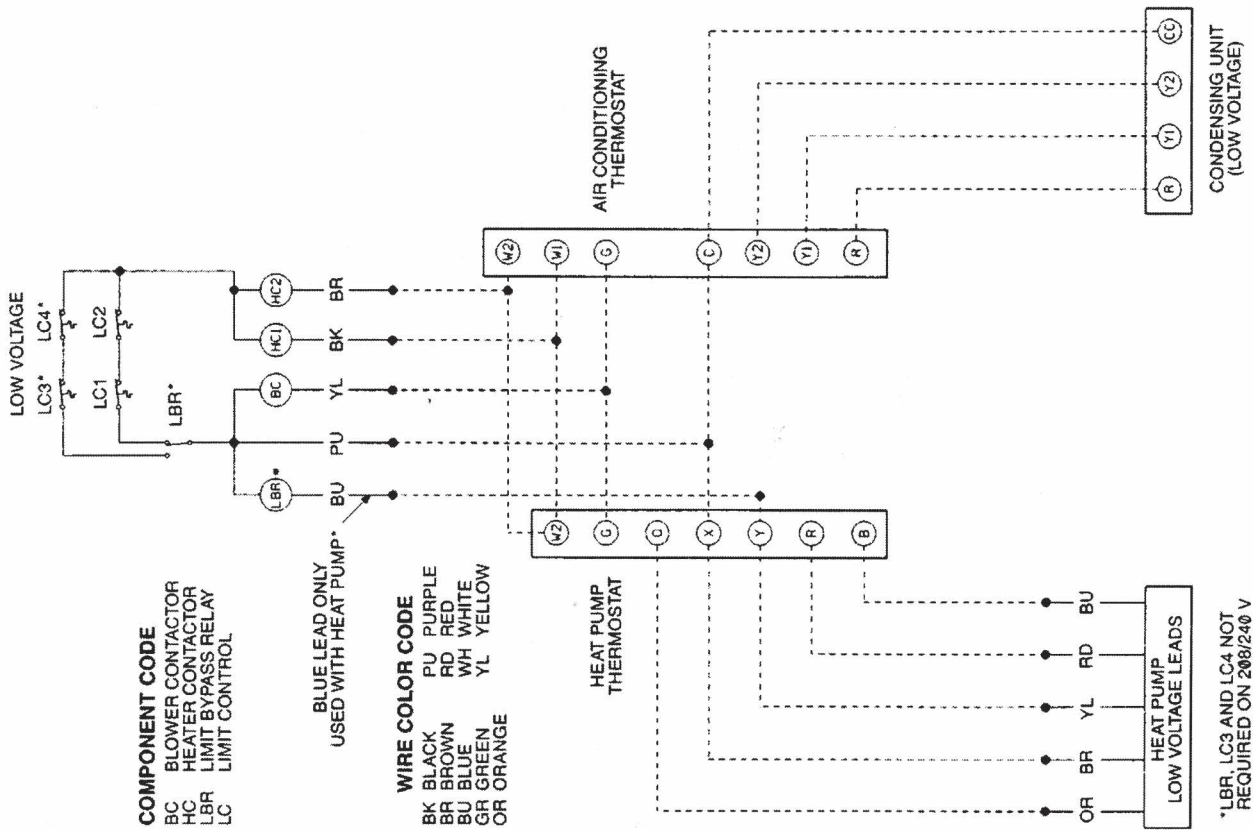 LOW VOLTAGE
LC3*
LC4*
LC1
LC2
LBR*
LBR*
BC
HC1
HC2
BU
PU
YL
BK
BR
COMPONENT CODE
BC BLOWER CONTACTOR
HC HEATER CONTACTOR
LBR LIMIT BYPASS RELAY
LC LIMIT CONTROL
BLUE LEAD ONLY
USED WITH HEAT PUMP*
WIRE COLOR CODE
BK BLACK PU PURPLE
BR BROWN RD RED
BU BLUE WH WHITE
GR GREEN YL YELLOW
OR ORANGE
AIR CONDITIONING
THERMOSTAT
W2
W1
G
C
Y2
Y1
R
HEAT PUMP
THERMOSTAT
W2
G
O
X
Y
R
B
R
Y1
Y2
CC
CONDENSING UNIT
(LOW VOLTAGE)
OR
BR
YL
RD
BU
HEAT PUMP
LOW VOLTAGE LEADS
*LBR, LC3 AND LC4 NOT
REQUIRED ON 208/240 V